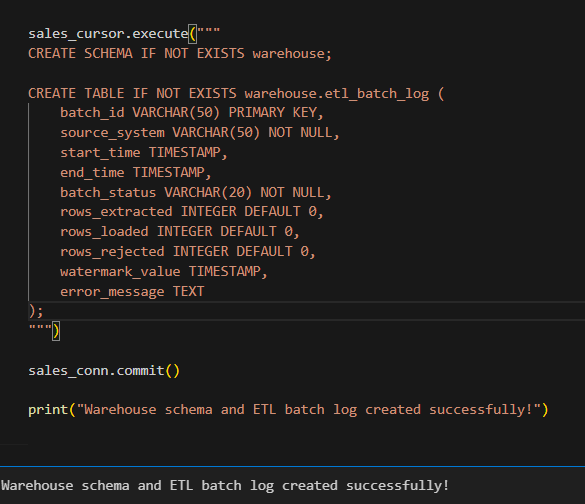 sales_cursor.execute("""
CREATE SCHEMA IF NOT EXISTS warehouse;
CREATE TABLE IF NOT EXISTS warehouse.etl_batch_log (
    batch_id VARCHAR(50) PRIMARY KEY,
    source_system VARCHAR(50) NOT NULL,
    start_time TIMESTAMP,
    end_time TIMESTAMP,
    batch_status VARCHAR(20) NOT NULL,
    rows_extracted INTEGER DEFAULT 0,
    rows_loaded INTEGER DEFAULT 0,
    rows_rejected INTEGER DEFAULT 0,
    watermark_value TIMESTAMP,
    error_message TEXT
);
""")
sales_conn.commit()
print("Warehouse schema and ETL batch log created successfully!")
Warehouse schema and ETL batch log created successfully!